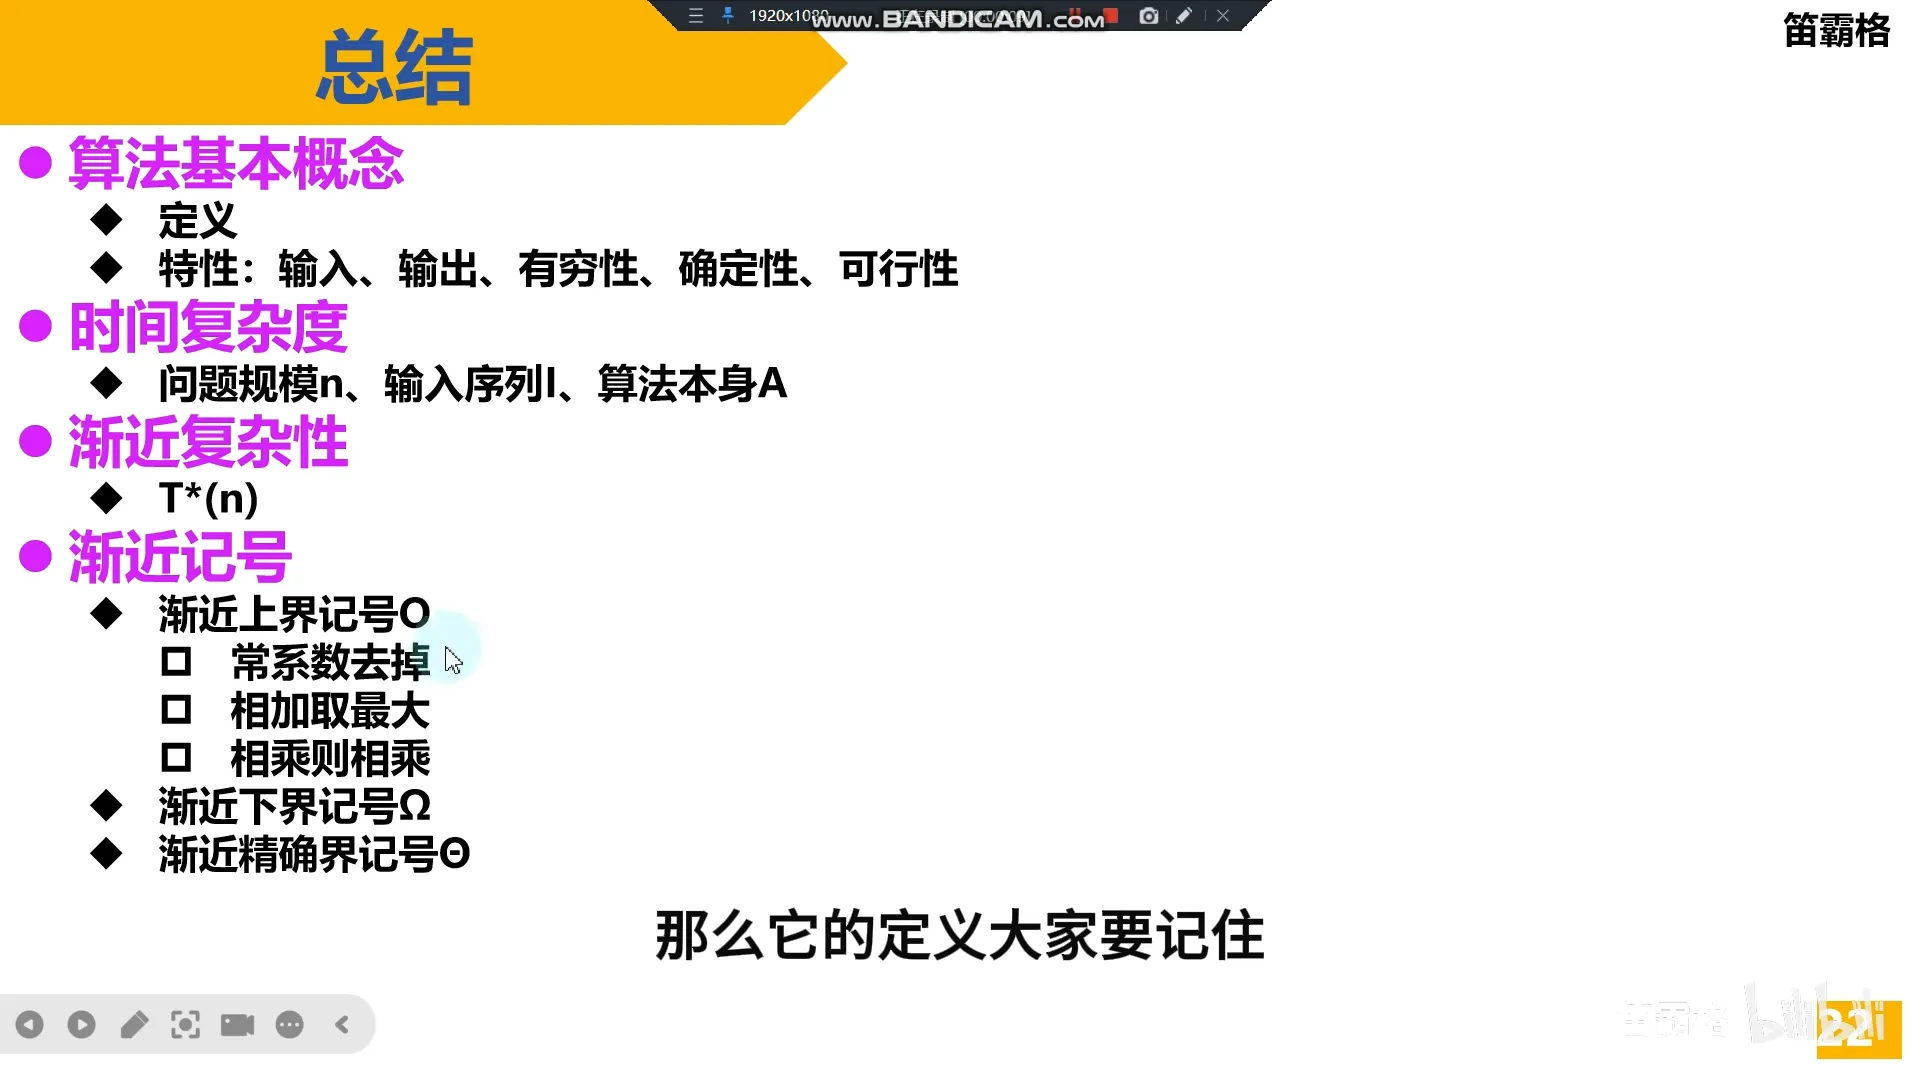 1920x1080
www.BANDICAM.com
笛霸格
总结
算法基本概念
定义
特性：输入、输出、有穷性、确定性、可行性
时间复杂度
问题规模n、输入序列I、算法本身A
渐近复杂性
T*(n)
渐近记号
渐近上界记号O
常系数去掉
相加取最大
相乘则相乘
渐近下界记号Ω
渐近精确界记号Θ
那么它的定义大家要记住
笛霸格 bilibili
22